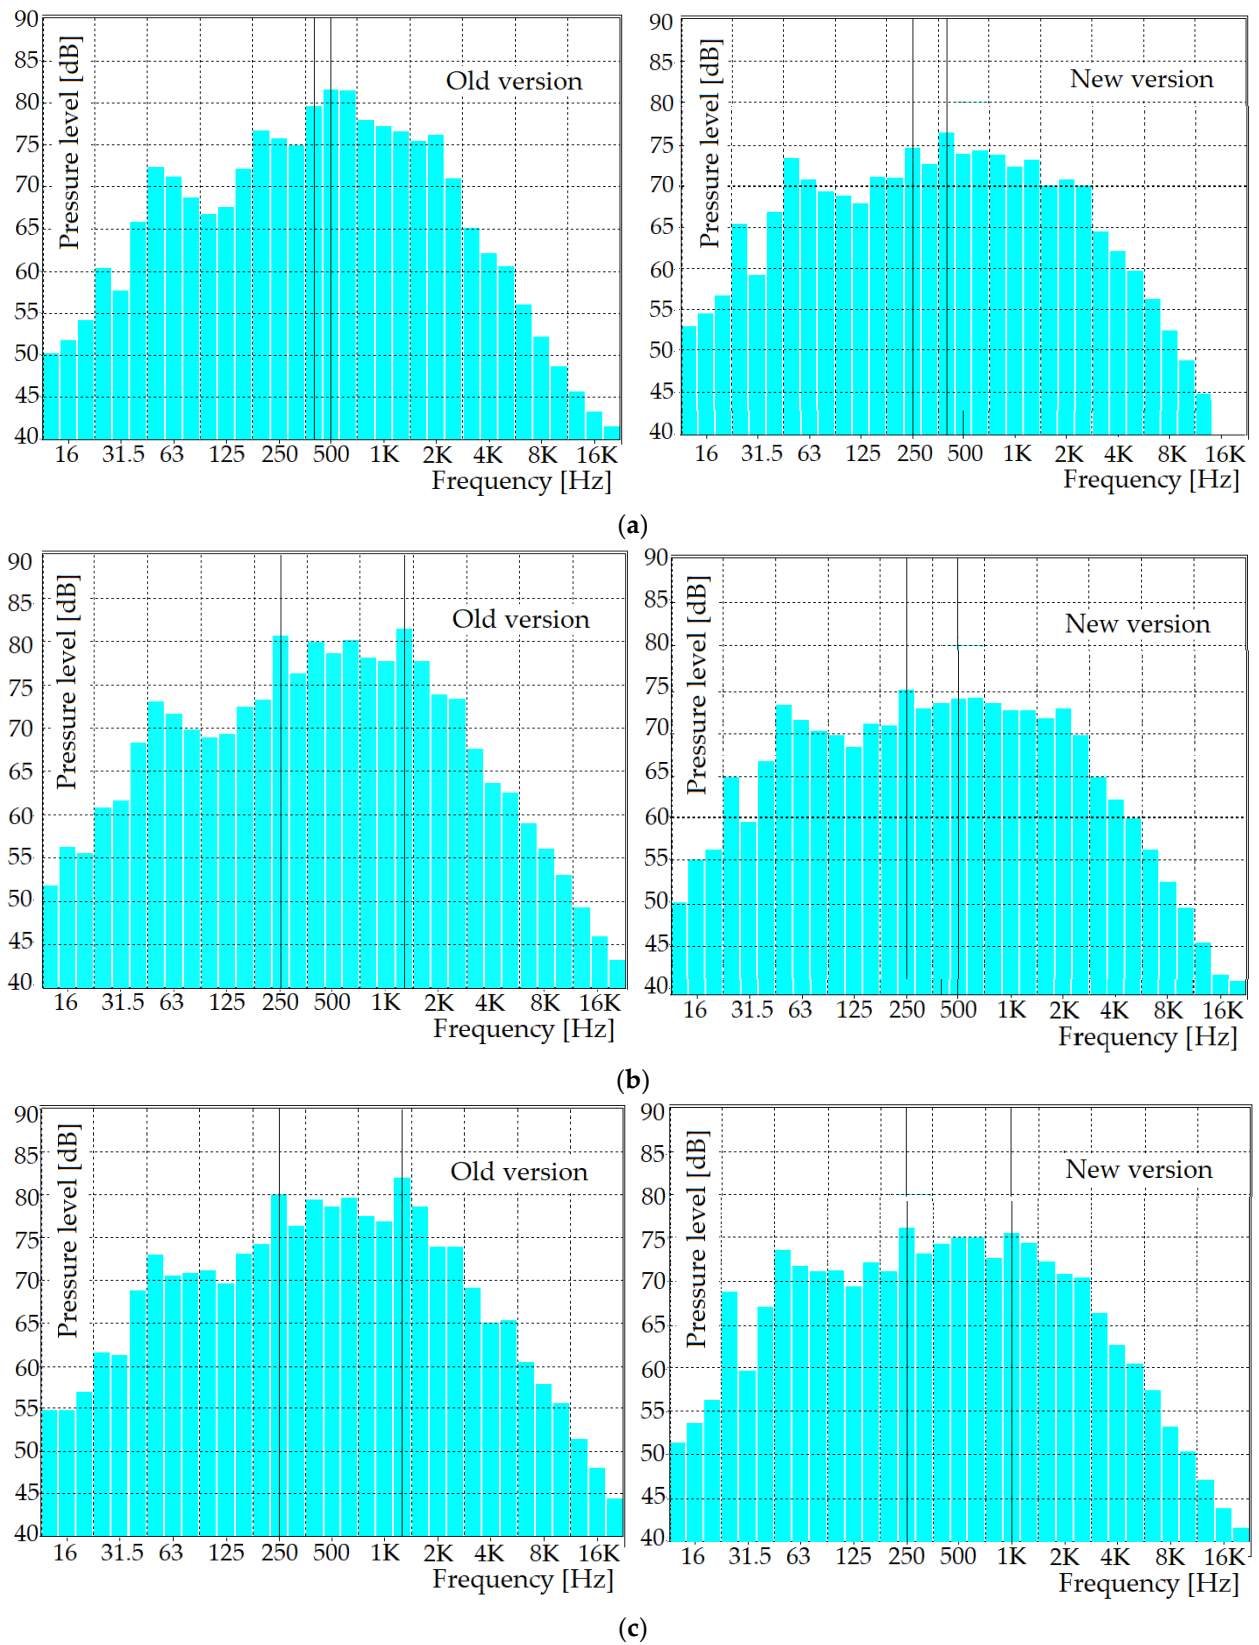 90 85 80 75 70 65 60 55 50 45 40
Pressure level [dB]
Old version
16 31.5 63 125 250 500 1K 2K 4K 8K 16K
Frequency [Hz]
90 85 80 75 70 65 60 55 50 45 40
Pressure level [dB]
New version
16 31.5 63 125 250 500 1K 2K 4K 8K 16K
Frequency [Hz]
(a)
90 85 80 75 70 65 60 55 50 45 40
Pressure level [dB]
Old version
16 31.5 63 125 250 500 1K 2K 4K 8K 16K
Frequency [Hz]
90 85 80 75 70 65 60 55 50 45 40
Pressure level [dB]
New version
16 31.5 63 125 250 500 1K 2K 4K 8K 16K
Frequency [Hz]
(b)
90 85 80 75 70 65 60 55 50 45 40
Pressure level [dB]
Old version
16 31.5 63 125 250 500 1K 2K 4K 8K 16K
Frequency [Hz]
90 85 80 75 70 65 60 55 50 45 40
Pressure level [dB]
New version
16 31.5 63 125 250 500 1K 2K 4K 8K 16K
Frequency [Hz]
(c)